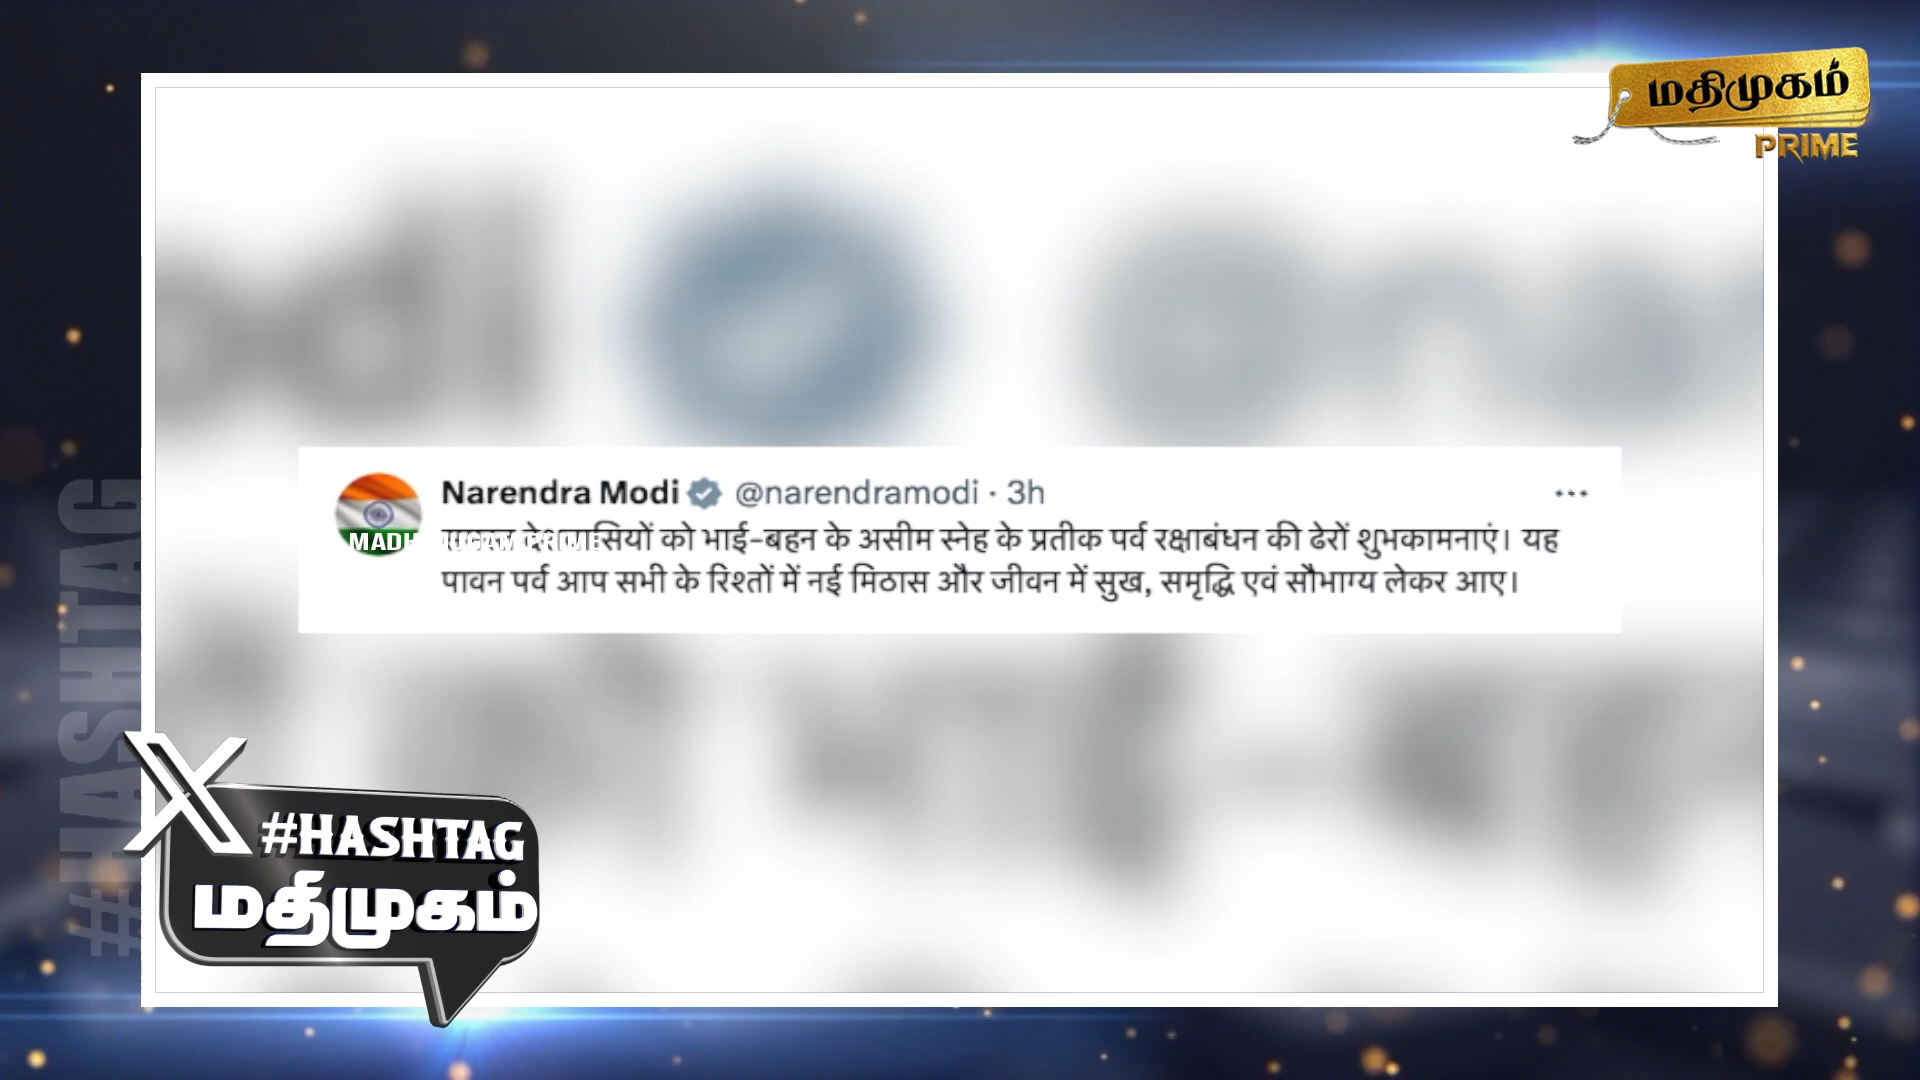 மதிமுகம்
PRIME
Narendra Modi @narendramodi · 3h
को भाई-बहन के असीम स्नेह के प्रतीक पर्व रक्षाबंधन की ढेरों शुभकामनाएं। यह
पावन पर्व आप सभी के रिश्तों में नई मिठास और जीवन में सुख, समृद्धि एवं सौभाग्य लेकर आए।
#HASHTAG
X #HASHTAG
மதிமுகம்